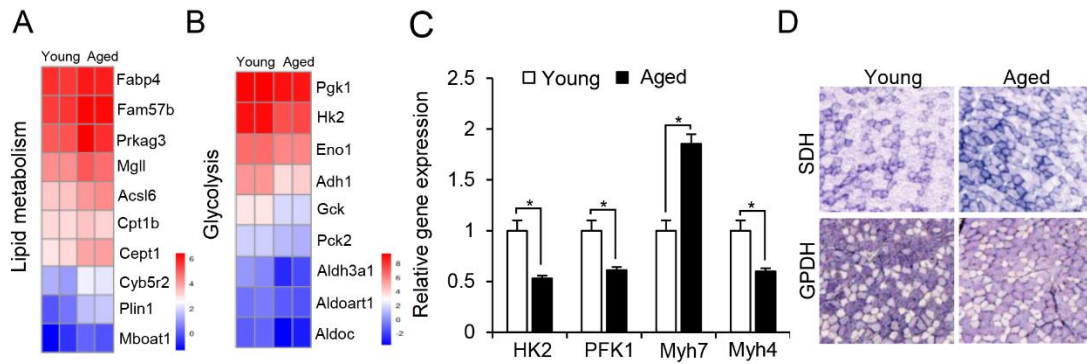 A
Young Aged
Lipid metabolism
Fabp4
Fam57b
Prkag3
Mgll
Acsl6
Cpt1b
Cept1
Cyb5r2
Plin1
Mboat1
6
4
2
0
B
Young Aged
Glycolysis
Pgk1
Hk2
Eno1
Adh1
Gck
Pck2
Aldh3a1
Aldoart1
Aldoc
8
6
4
2
0
-2
C
Relative gene expression
2.5
2
1.5
1
0.5
0
Young Aged
*
*
*
*
HK2 PFK1 Myh7 Myh4
D
Young Aged
SDH
GPDH